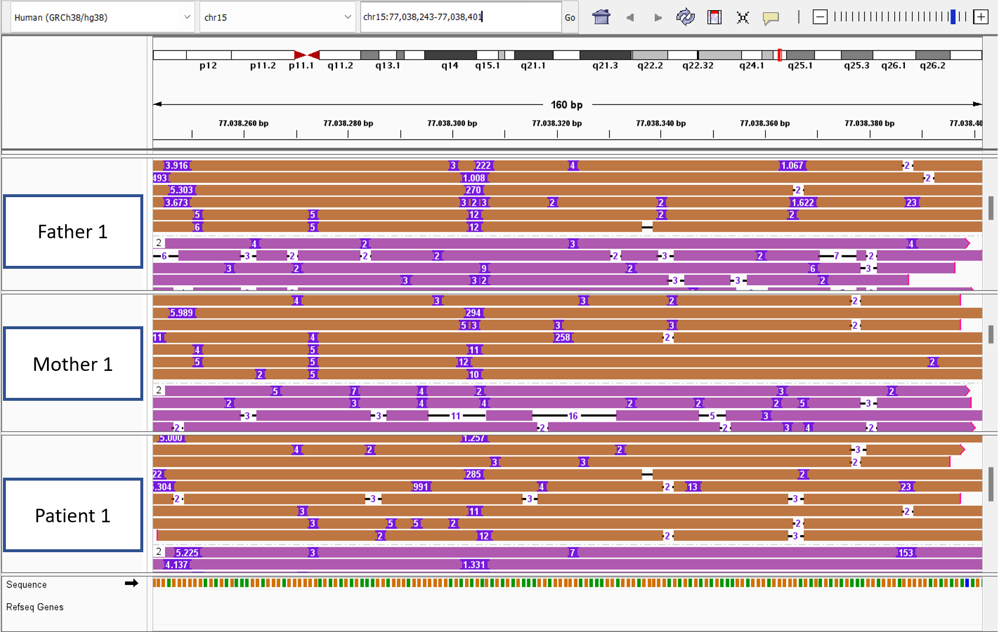 Human (GRCh38/hg38) chr15 chr15:77,038,243-77,038,401 Go
p12 p11.2 p11.1 q11.2 q13.1 q14 q15.1 q21.1 q21.3 q22.2 q22.32 q24.1 q25.1 q25.3 q26.1 q26.2
160 bp
77.038.260 bp 77.038.280 bp 77.038.300 bp 77.038.320 bp 77.038.340 bp 77.038.360 bp 77.038.380 bp 77.038.40
Father 1
3.916 3 222 4 1.067 2
493 1.008 2
5.303 270 2
3.673 3 2 3 2 2 1.622 23
5 5 12 2 2
6 5 12
2 4 2 3 4
6 3 2 2 2 2 3 2 7 2
3 2 9 2 6 3
3 3 2 3 3 2
Mother 1
4 3 3 2 2
5.989 294
5 3 3 3 2
11 4 258 2
4 5 11
5 5 12 2
2 5 10
2 5 7 4 2 3 2
2 3 4 4 2 2 2 5 3
3 3 11 16 5 3
2 2 2 3 4 2
Patient 1
5.000 1.257
4 2 2 3
3 3 2
22 285 2
5.304 991 4 2 13 23
2 3 3 3
3 11 2
3 5 5 2 2
2 12 2 3
2 5.225 3 7 153
4.137 1.331
Sequence
Refseq Genes